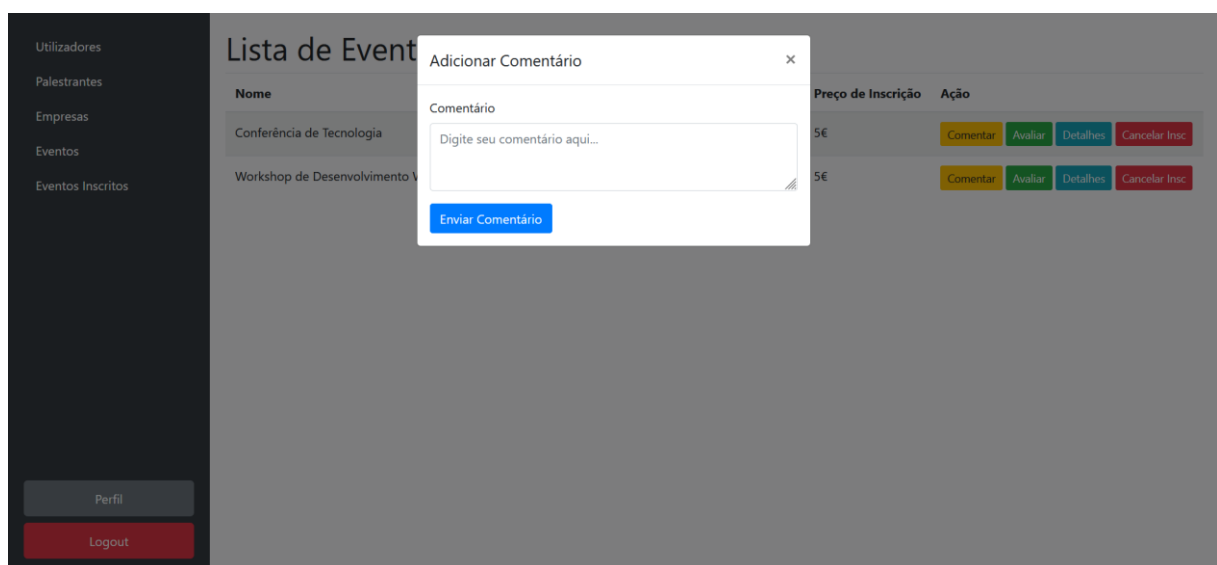 Utilizadores
Palestrantes
Empresas
Eventos
Eventos Inscritos
Perfil
Logout
Lista de Event
Nome Preço de Inscrição Ação
Conferência de Tecnologia 5€ Comentar Avaliar Detalhes Cancelar Insc
Workshop de Desenvolvimento 5€ Comentar Avaliar Detalhes Cancelar Insc
Adicionar Comentário ×
Comentário
Digite seu comentário aqui...
Enviar Comentário